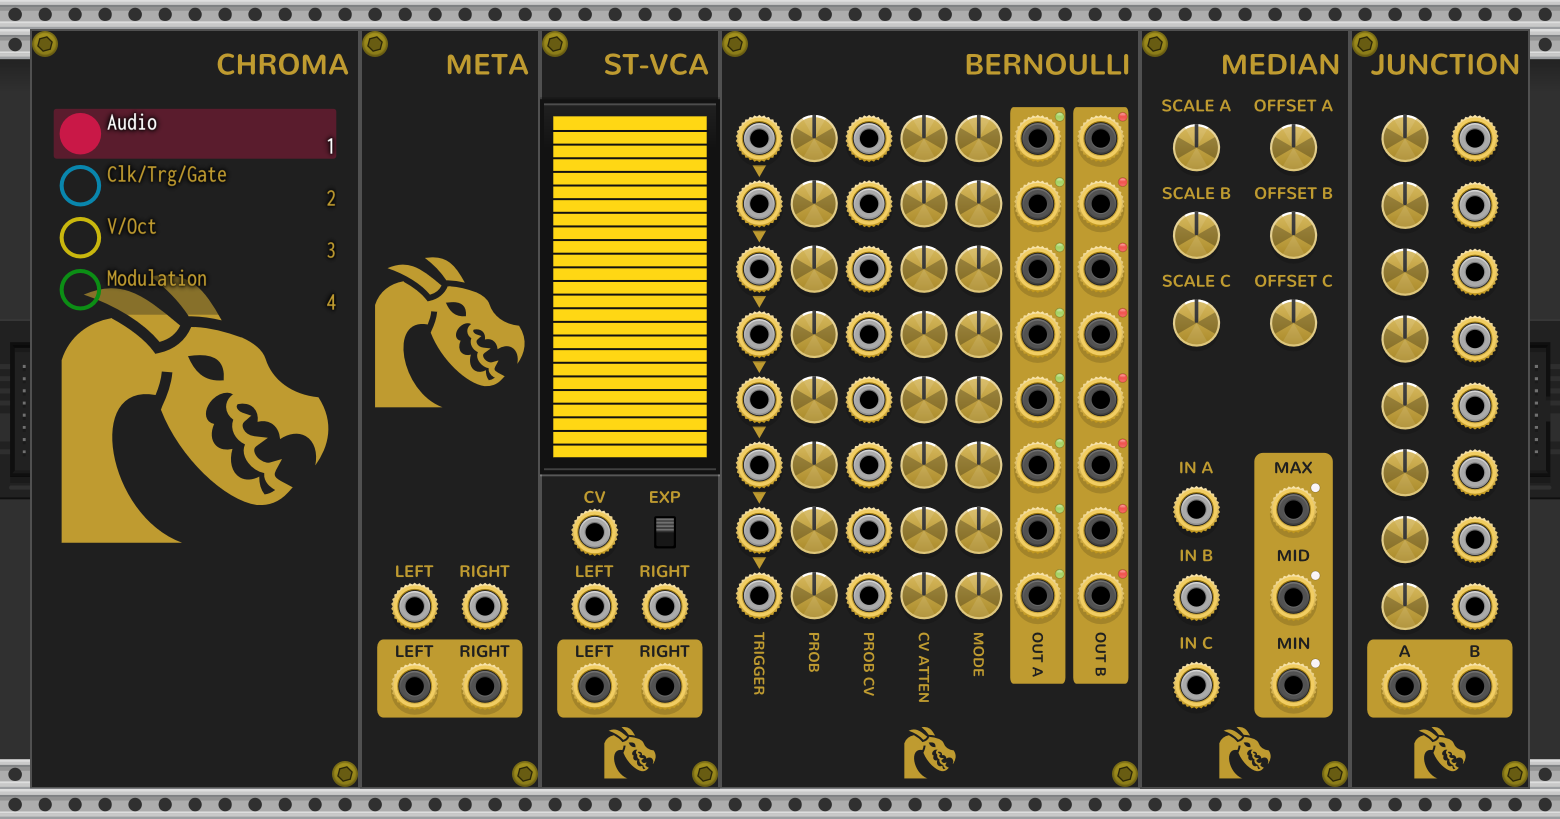 CHROMA
Audio
1
Clk/Trg/Gate
2
V/Oct
3
Modulation
4
META
LEFT RIGHT
LEFT RIGHT
ST-VCA
CV EXP
LEFT RIGHT
LEFT RIGHT
BERNOULLI
TRIGGER
PROB
PROB CV
CV ATTEN
MODE
OUT A
OUT B
MEDIAN
SCALE A OFFSET A
SCALE B OFFSET B
SCALE C OFFSET C
IN A MAX
IN B MID
IN C MIN
JUNCTION
A B